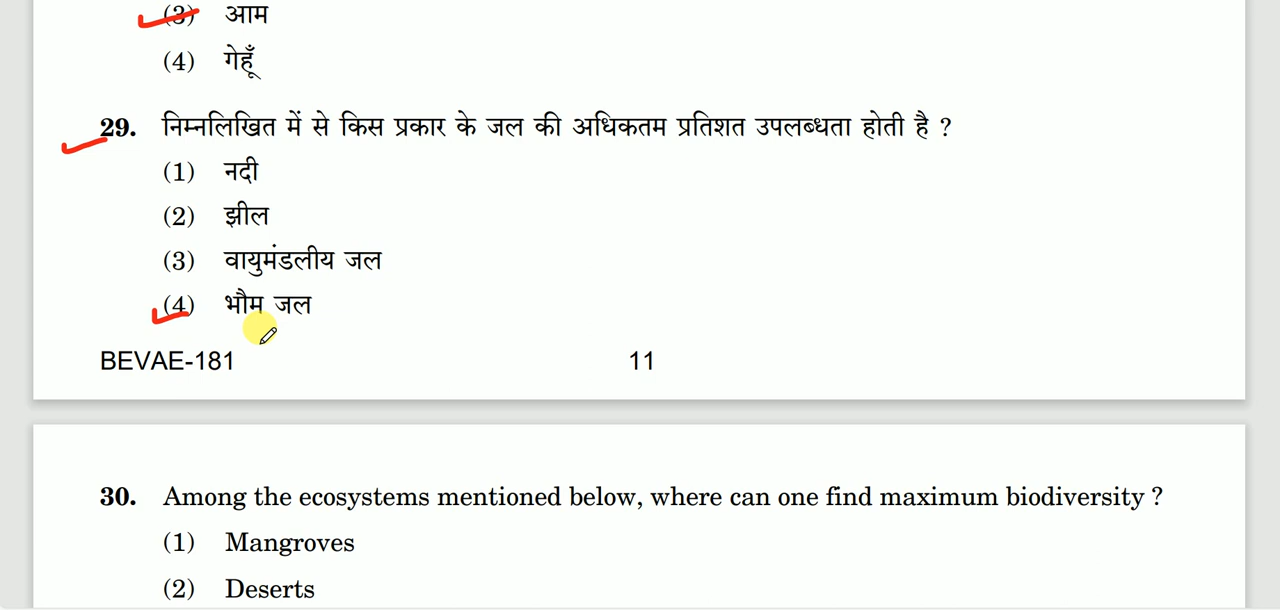 (3) आम
(4) गेहूँ
29. निम्नलिखित में से किस प्रकार के जल की अधिकतम प्रतिशत उपलब्धता होती है ?
(1) नदी
(2) झील
(3) वायुमंडलीय जल
(4) भौम जल
BEVAE-181 11
30. Among the ecosystems mentioned below, where can one find maximum biodiversity ?
(1) Mangroves
(2) Deserts